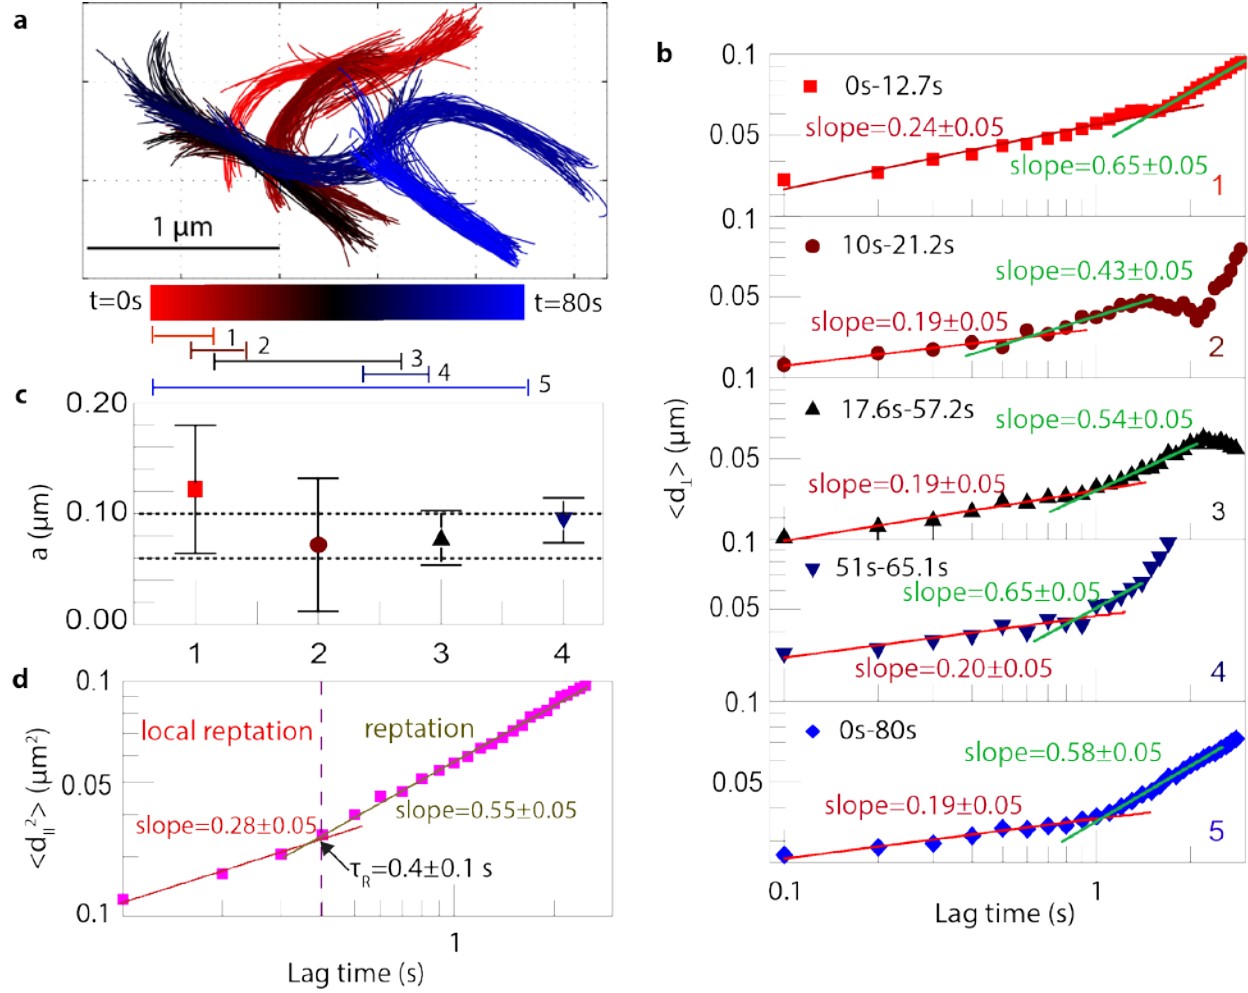 a
1 μm
t=0s
t=80s
1
2
3
4
5
b
<d⊥> (μm)
0.1
0s-12.7s
slope=0.24±0.05
0.05
slope=0.65±0.05
1
0.1
10s-21.2s
slope=0.43±0.05
0.05
slope=0.19±0.05
2
0.1
17.6s-57.2s
slope=0.54±0.05
0.05
slope=0.19±0.05
3
0.1
51s-65.1s
slope=0.65±0.05
0.05
slope=0.20±0.05
4
0.1
0s-80s
slope=0.58±0.05
0.05
slope=0.19±0.05
5
0.1
1
Lag time (s)
c
a (μm)
0.20
0.10
0.00
1
2
3
4
d
<d||²> (μm²)
0.1
local reptation
reptation
0.05
slope=0.28±0.05
slope=0.55±0.05
τR=0.4±0.1 s
0.1
1
Lag time (s)